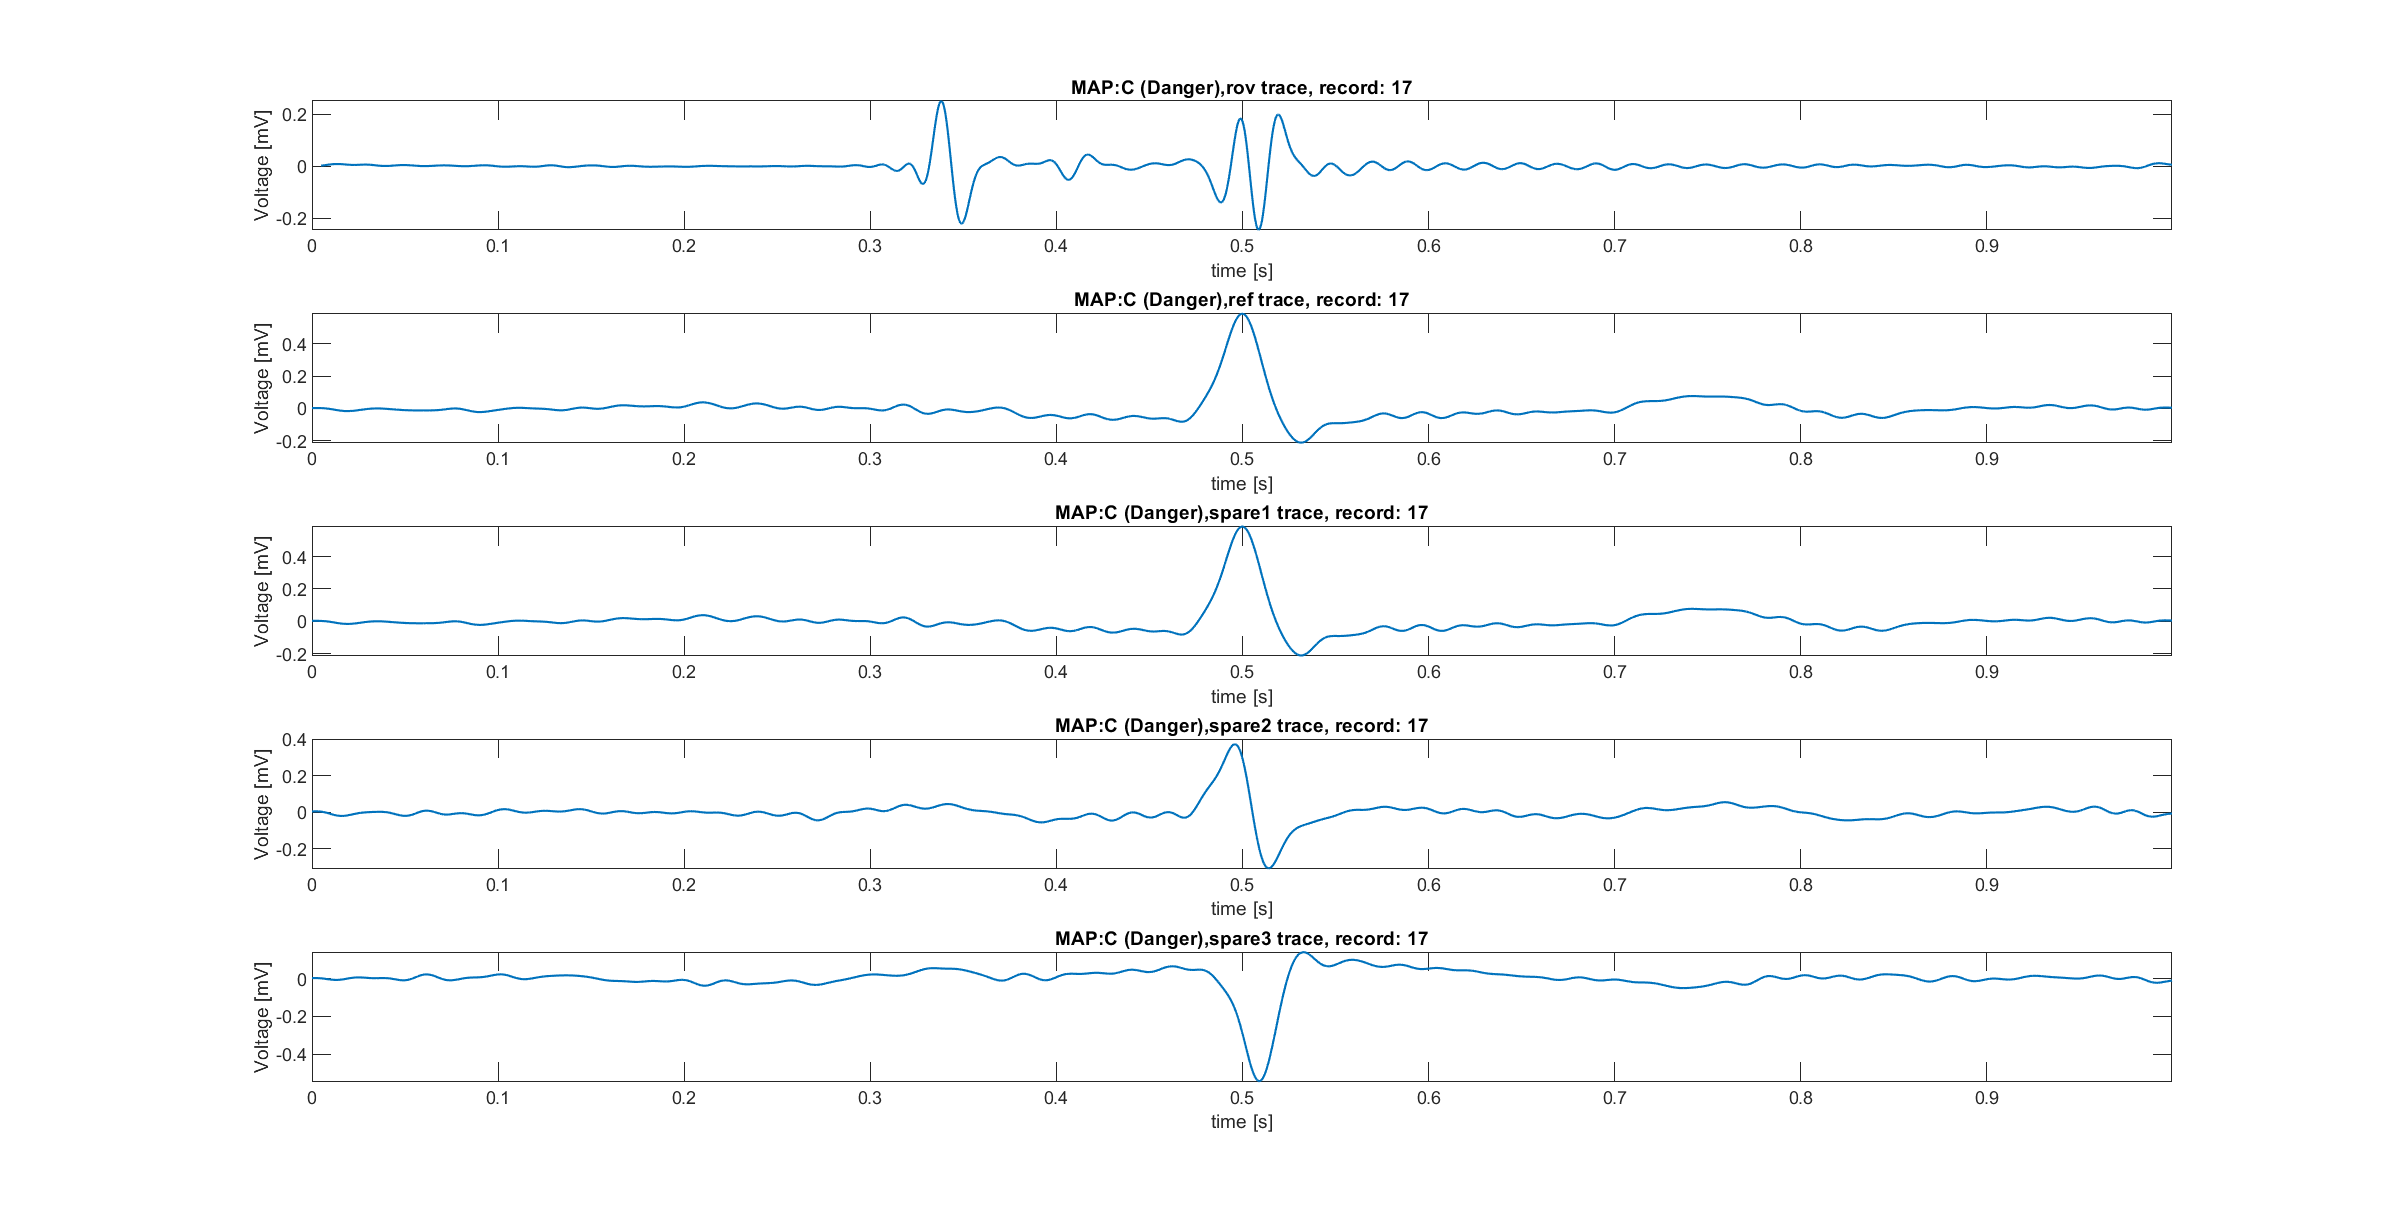 MAP:C (Danger),rov trace, record: 17
Voltage [mV]
0.2
0
-0.2
0 0.1 0.2 0.3 0.4 0.5 0.6 0.7 0.8 0.9
time [s]
MAP:C (Danger),ref trace, record: 17
Voltage [mV]
0.4
0.2
0
-0.2
0 0.1 0.2 0.3 0.4 0.5 0.6 0.7 0.8 0.9
time [s]
MAP:C (Danger),spare1 trace, record: 17
Voltage [mV]
0.4
0.2
0
-0.2
0 0.1 0.2 0.3 0.4 0.5 0.6 0.7 0.8 0.9
time [s]
MAP:C (Danger),spare2 trace, record: 17
Voltage [mV]
0.4
0.2
0
-0.2
0 0.1 0.2 0.3 0.4 0.5 0.6 0.7 0.8 0.9
time [s]
MAP:C (Danger),spare3 trace, record: 17
Voltage [mV]
0
-0.2
-0.4
0 0.1 0.2 0.3 0.4 0.5 0.6 0.7 0.8 0.9
time [s]